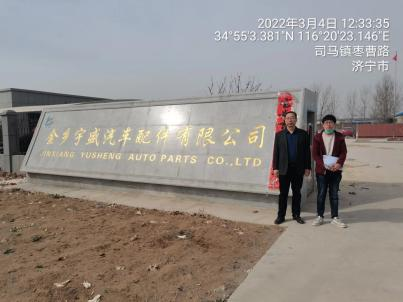 2022年3月4日 12:33:35
34°55'3.381"N 116°20'23.146"E
司马镇枣曹路
济宁市
金乡宇盛汽车配件有限公司
JINXIANG YUSHENG AUTO PARTS CO.,LTD